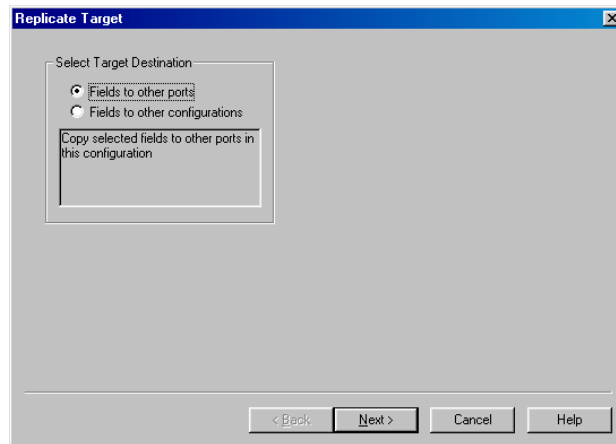 Replicate Target
Select Target Destination
Fields to other ports
Fields to other configurations
Copy selected fields to other ports in
this configuration
< Back
Next >
Cancel
Help